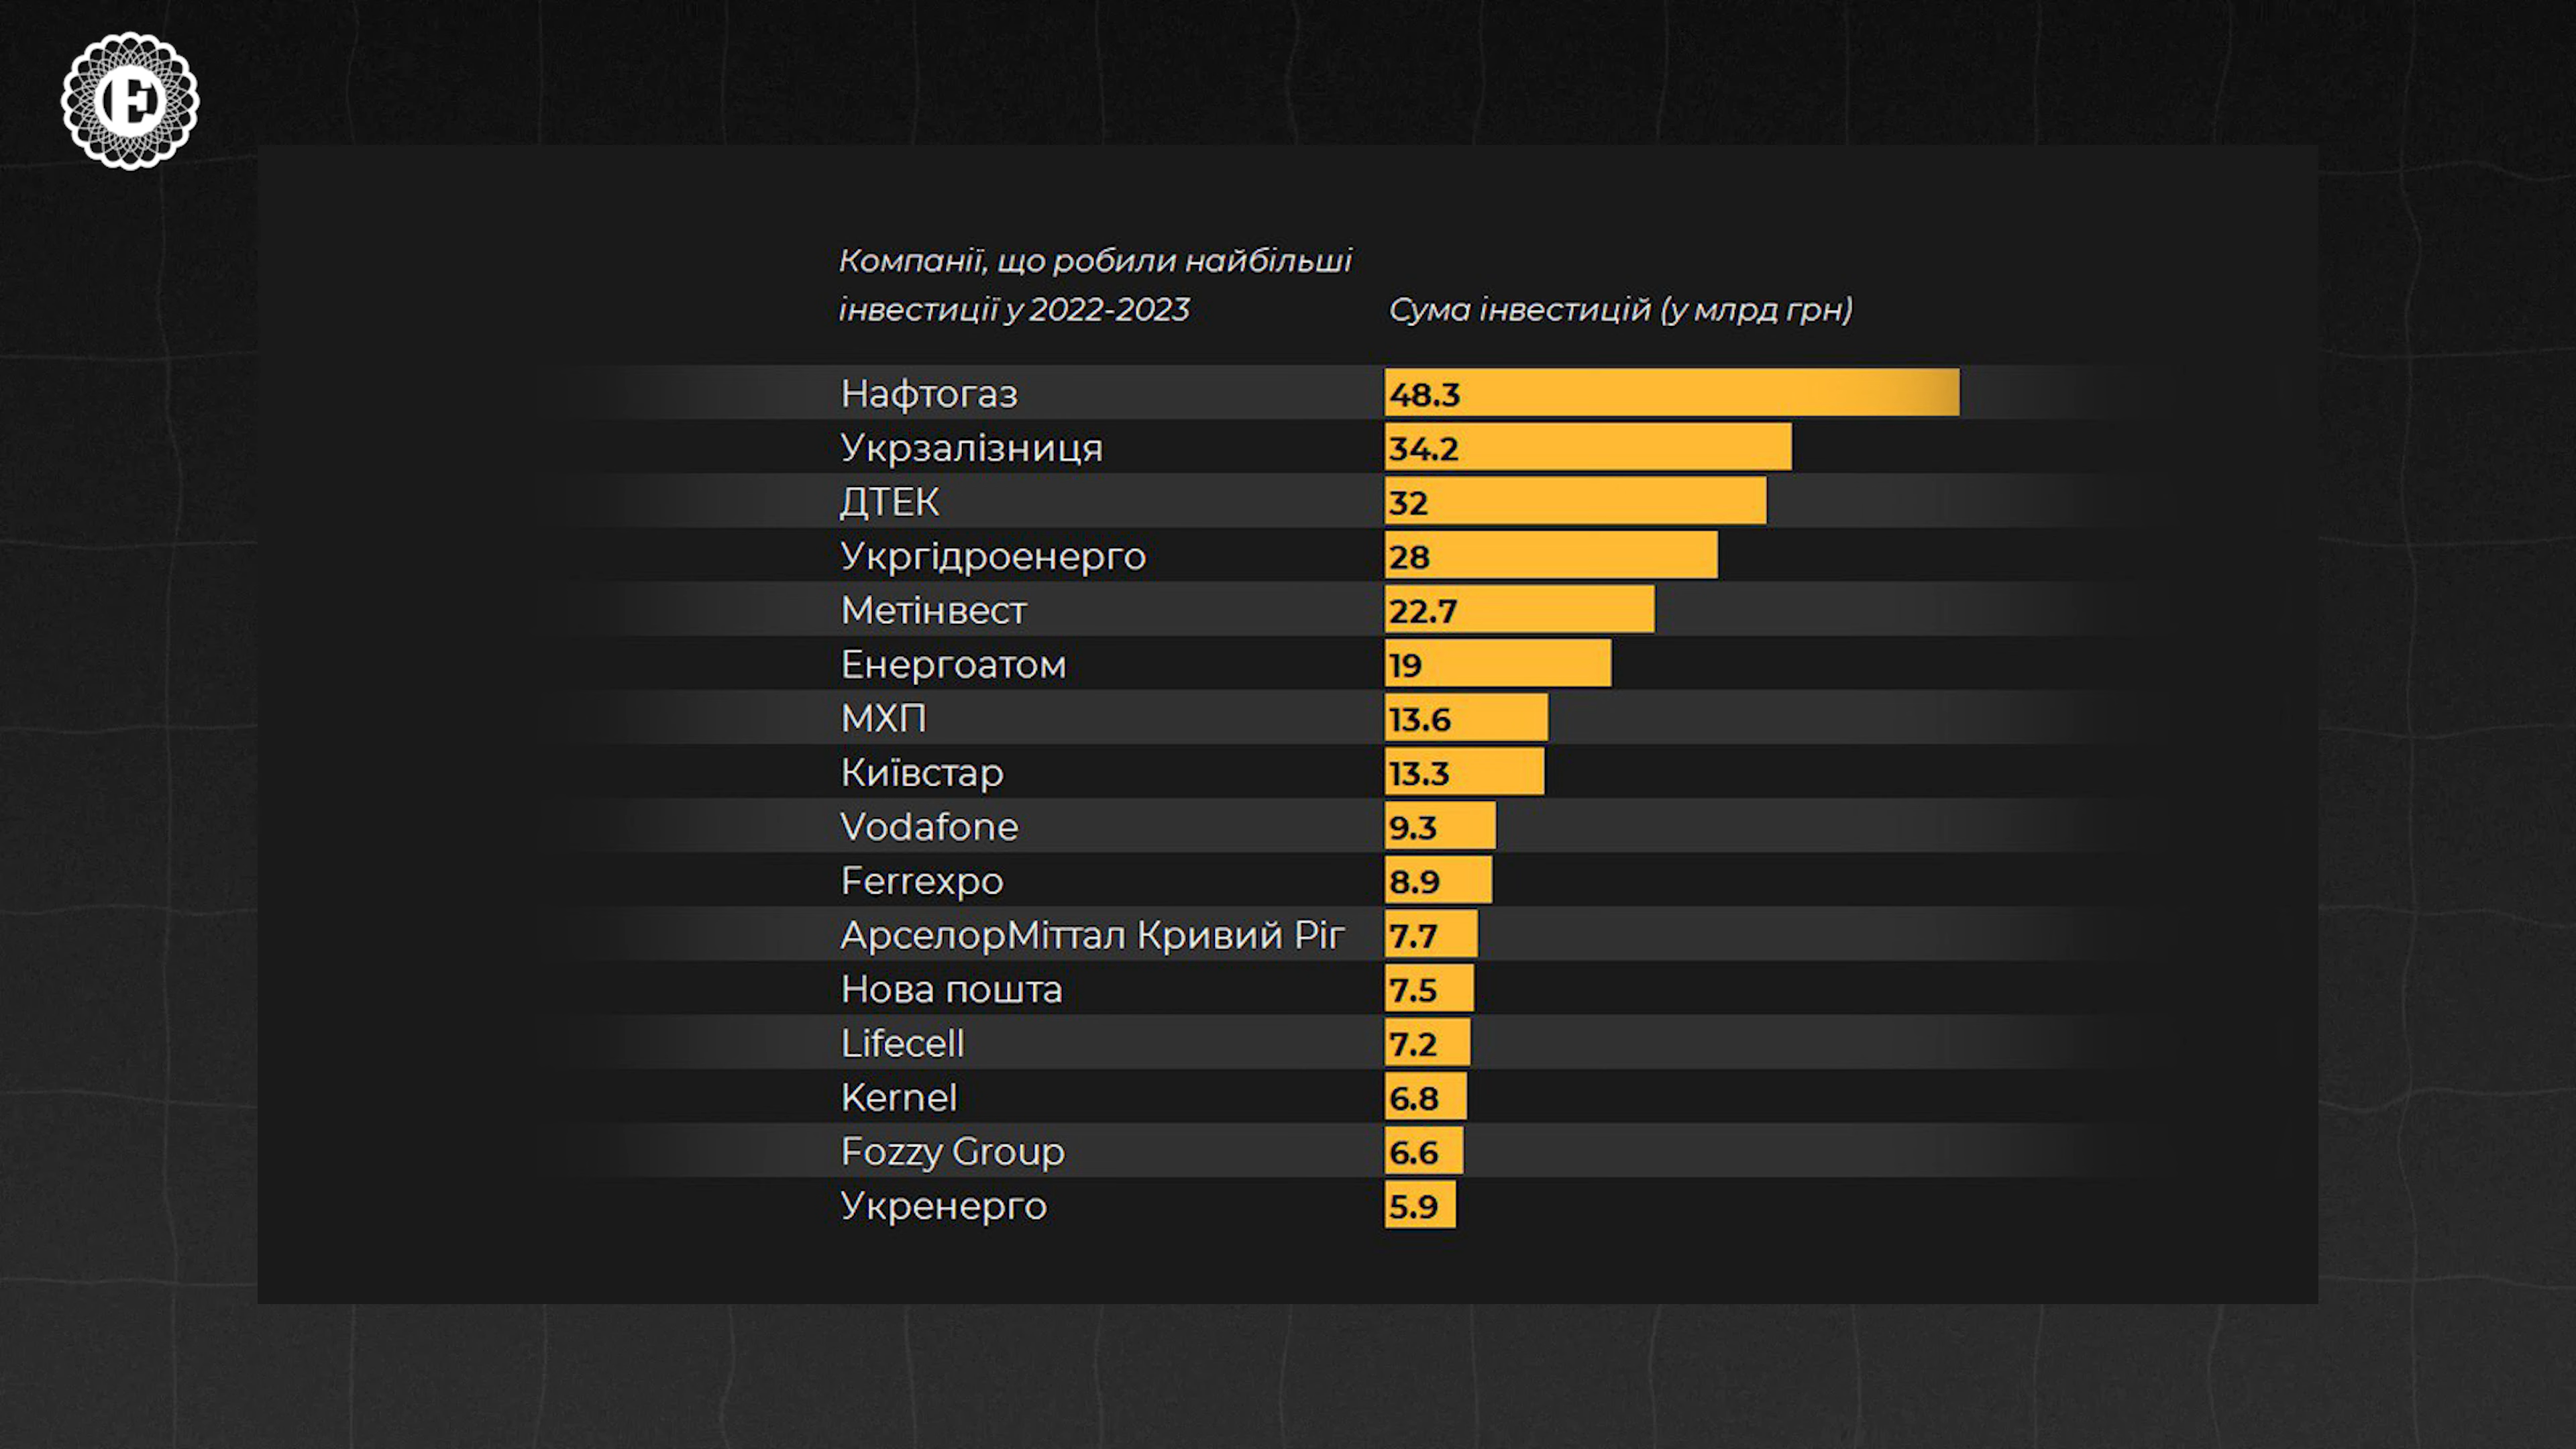 Компанії, що робили найбільші
інвестиції у 2022-2023
Сума інвестицій (у млрд грн)
Нафтогаз 48.3
Укрзалізниця 34.2
ДТЕК 32
Укргідроенерго 28
Метінвест 22.7
Енергоатом 19
МХП 13.6
Київстар 13.3
Vodafone 9.3
Ferrexpo 8.9
АрселорМіттал Кривий Ріг 7.7
Нова пошта 7.5
Lifecell 7.2
Kernel 6.8
Fozzy Group 6.6
Укренерго 5.9